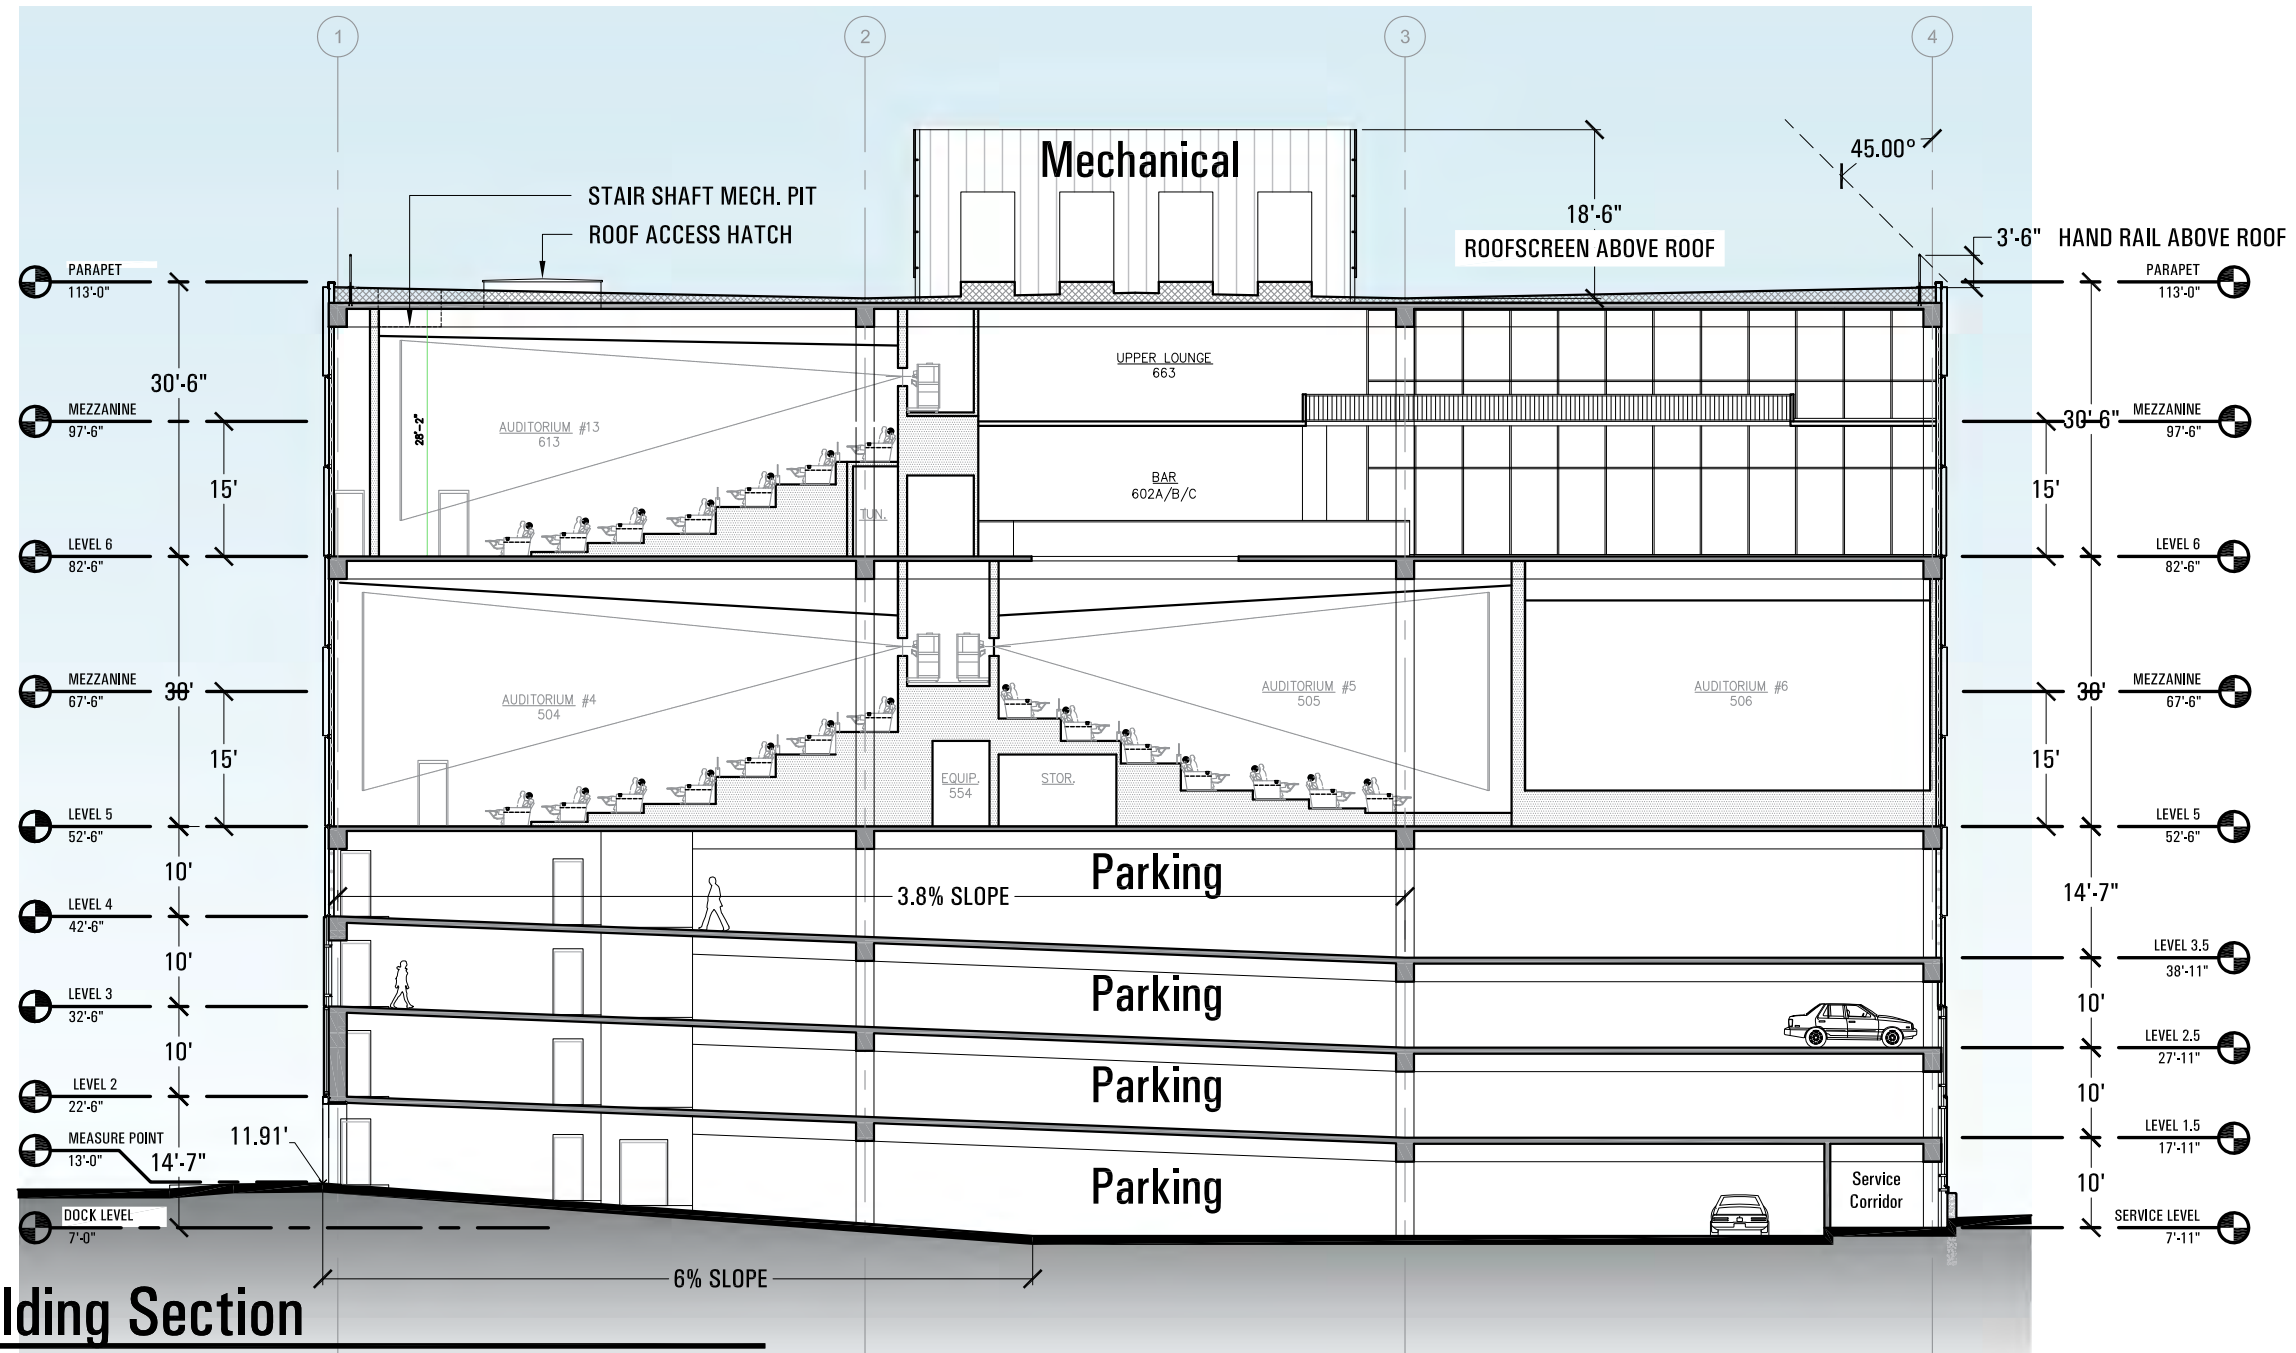 1
2
3
4
Mechanical
45.00°
STAIR SHAFT MECH. PIT
18'-6"
ROOF ACCESS HATCH
ROOFSCREEN ABOVE ROOF
3'-6" HAND RAIL ABOVE ROOF
PARAPET
113'-0"
PARAPET
113'-0"
30'-6"
UPPER LOUNGE
663
MEZZANINE
97'-6"
28'-2"
AUDITORIUM #13
613
30'-6"
MEZZANINE
97'-6"
15'
BAR
602A/B/C
15'
TUN.
LEVEL 6
82'-6"
LEVEL 6
82'-6"
MEZZANINE
67'-6"
30'
AUDITORIUM #4
504
AUDITORIUM #5
505
AUDITORIUM #6
506
30'
MEZZANINE
67'-6"
15'
EQUIP.
554
STOR.
15'
LEVEL 5
52'-6"
LEVEL 5
52'-6"
10'
Parking
3.8% SLOPE
14'-7"
LEVEL 4
42'-6"
LEVEL 3.5
38'-11"
10'
Parking
10'
LEVEL 3
32'-6"
LEVEL 2.5
27'-11"
10'
Parking
10'
LEVEL 2
22'-6"
LEVEL 1.5
17'-11"
MEASURE POINT
13'-0"
14'-7"
11.91'
Parking
Service
Corridor
10'
DOCK LEVEL
7'-0"
SERVICE LEVEL
7'-11"
6% SLOPE
lding Section